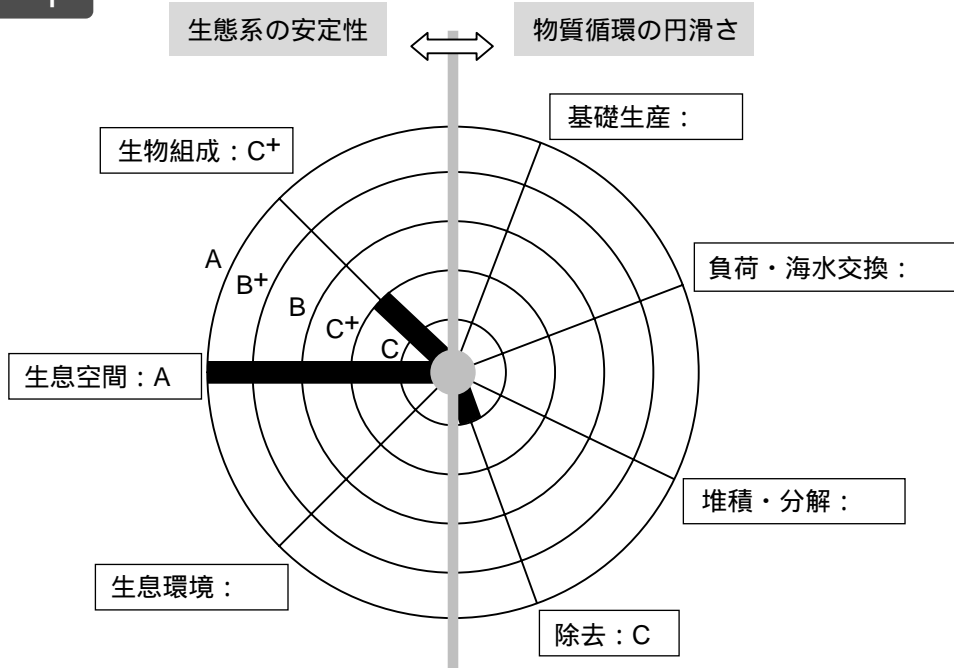 生態系の安定性
物質循環の円滑さ
基礎生産：
生物組成：C+
負荷・海水交換：
A
B+
B
C+
C
生息空間：A
堆積・分解：
生息環境：
除去：C